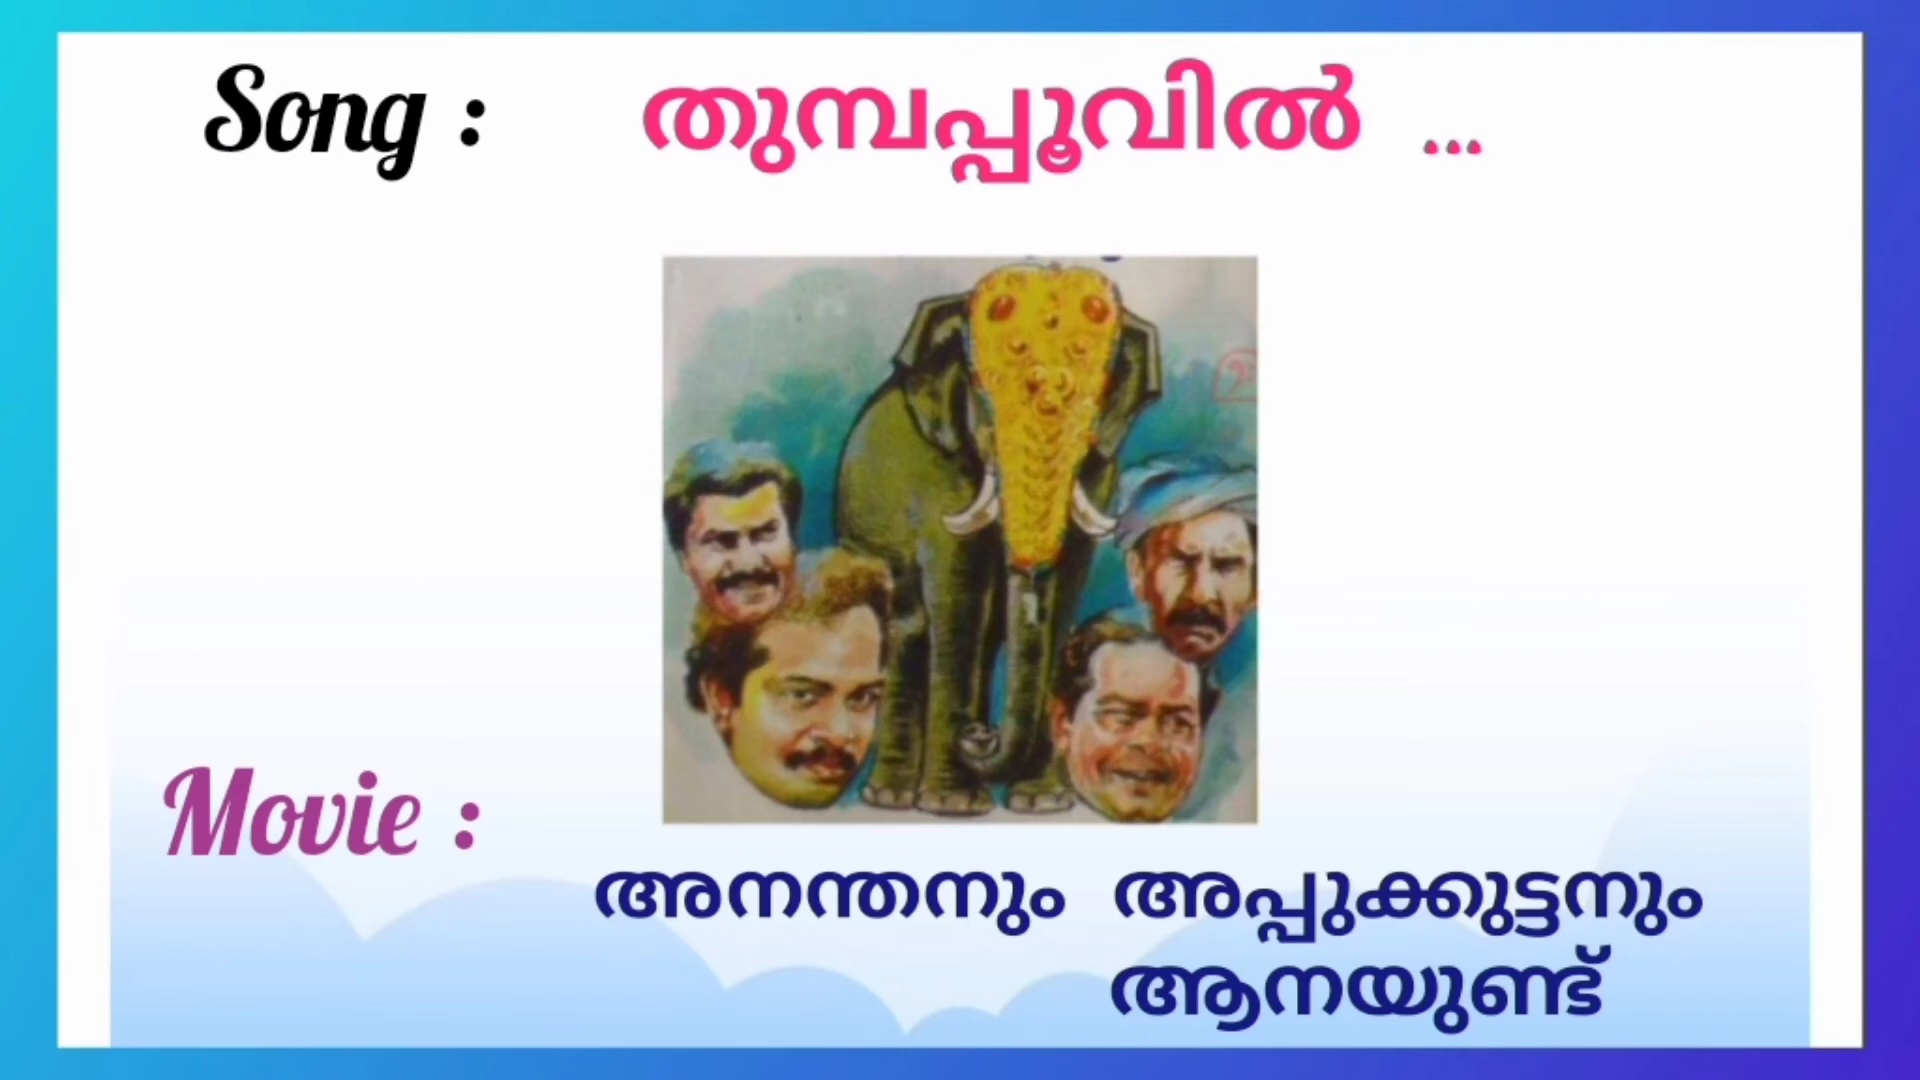 Song : തുമ്പപ്പൂവിൽ ...
Movie :
അനന്തനും അപ്പുക്കുട്ടനും
ആനയുണ്ട്